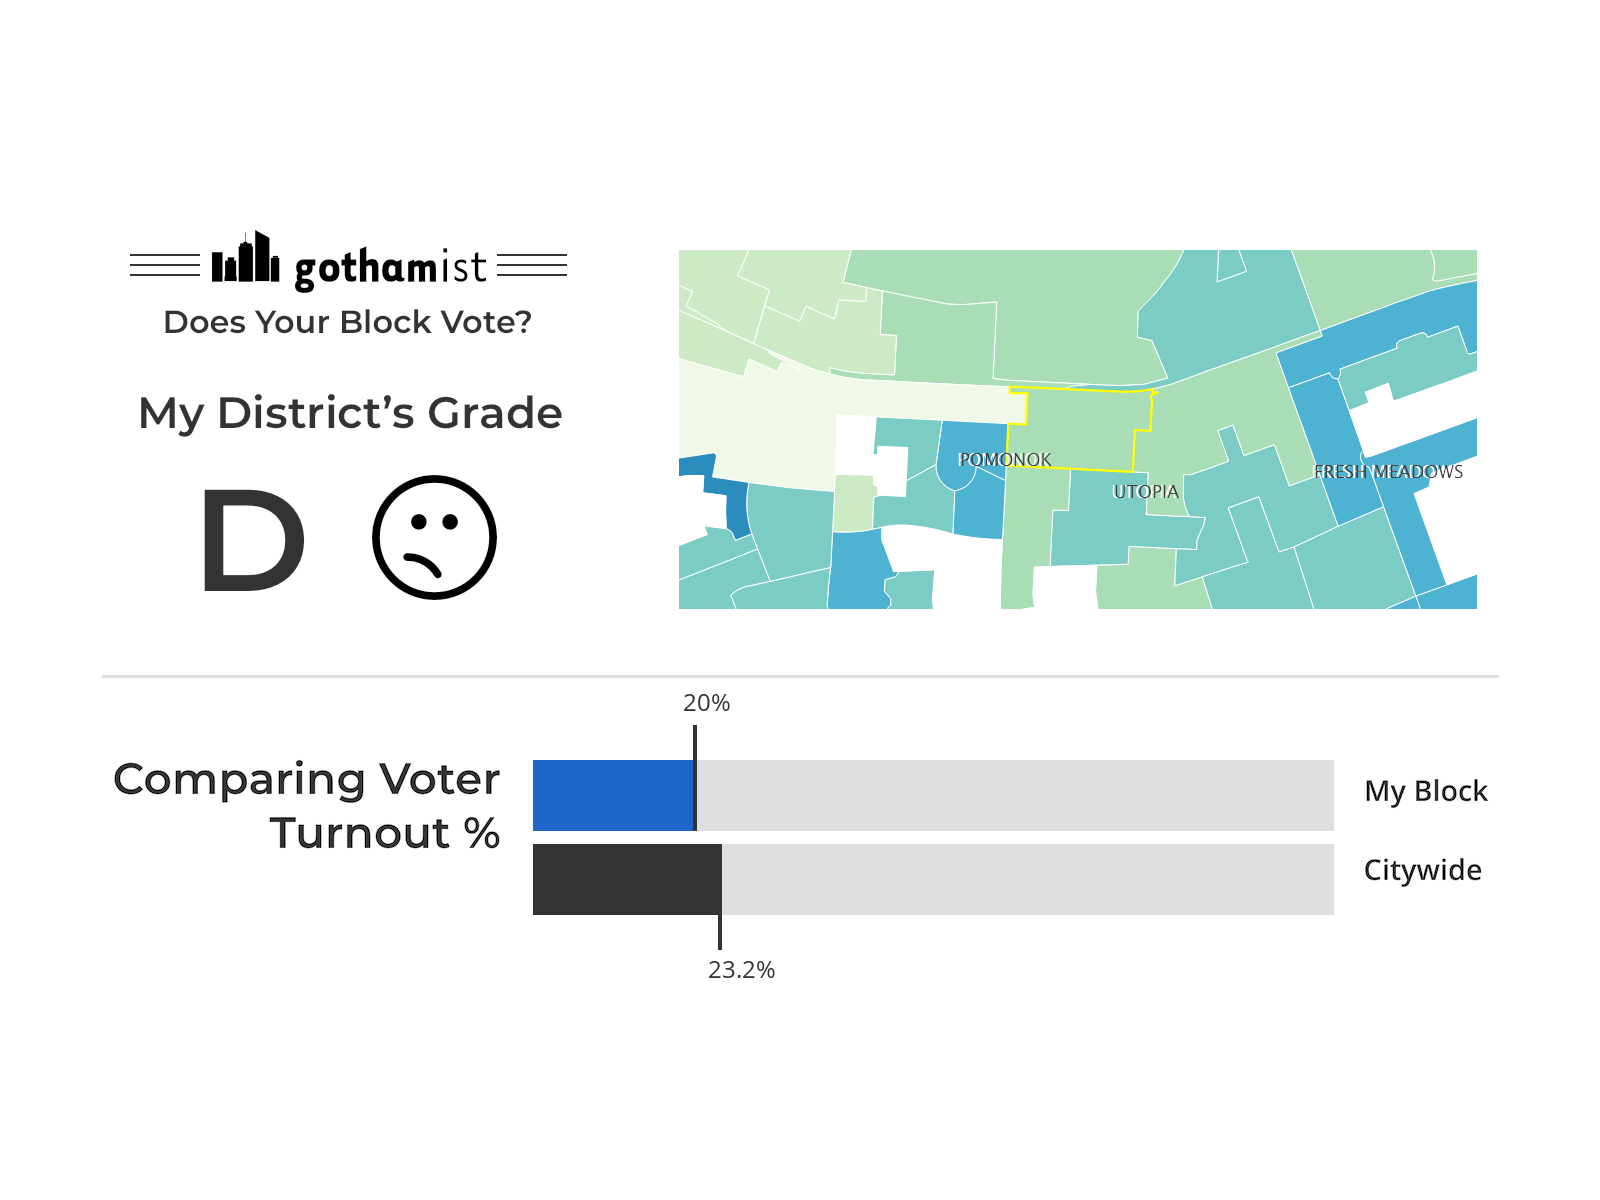 gothamist
Does Your Block Vote?
My District’s Grade
D
POMONOK
UTOPIA
FRESH MEADOWS
20%
Comparing Voter
Turnout %
My Block
Citywide
23.2%